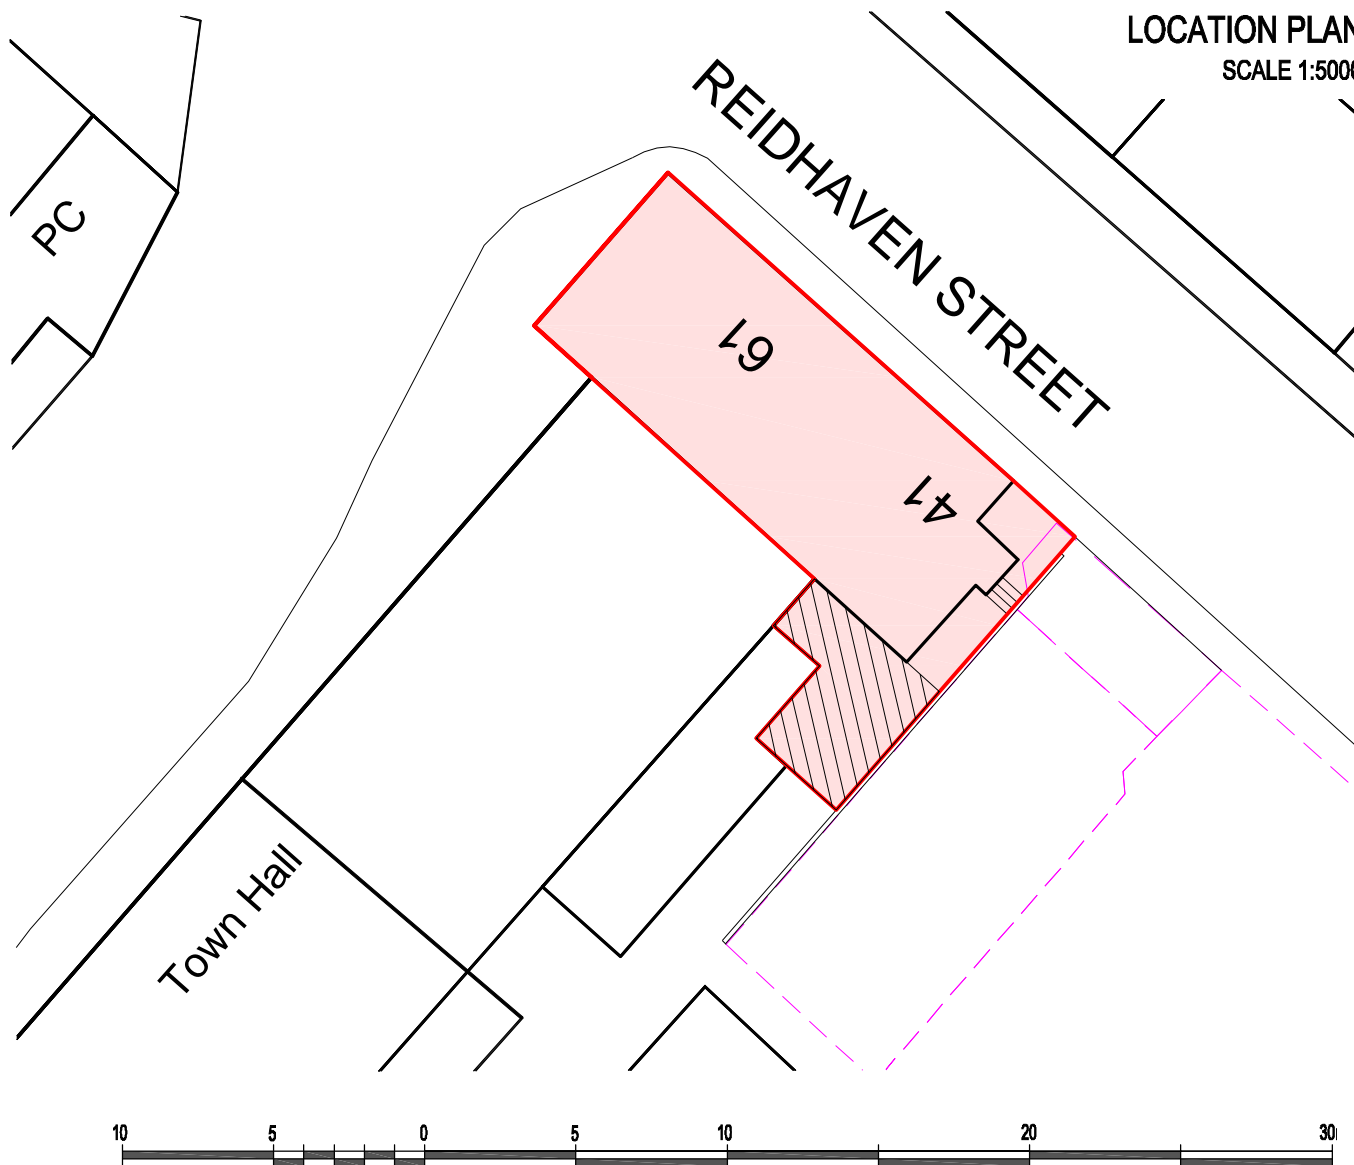 LOCATION PLAN
SCALE 1:500
REIDHAVEN STREET
PC
61
41
Town Hall
10 5 0 5 10 20 30